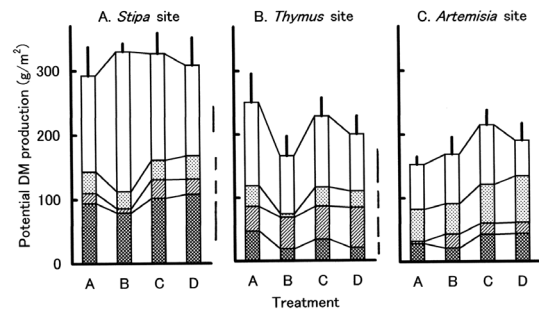 A. Stipa site
B. Thymus site
C. Artemisia site
Potential DM production (g/m²)
300
200
100
0
A B C D
A B C D
A B C D
Treatment